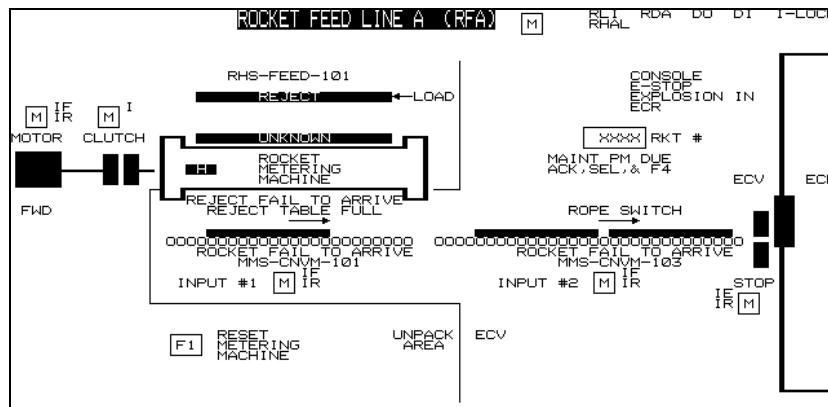 ROCKET FEED LINE A (RFA)
M
RLI RDA DO DI I-LOCK
RHAL
RHS-FEED-101
REJECT
LOAD
CONSOLE
E-STOP
EXPLOSION IN
ECR
M
IF
IR
M
I
MOTOR
CLUTCH
UNKNOWN
XXXX RKT #
H
ROCKET
METERING
MACHINE
MAINT PM DUE
ACK,SEL,& F4
FWD
REJECT FAIL TO ARRIVE
REJECT TABLE FULL
ROPE SWITCH
ECV
ROCKET FAIL TO ARRIVE
MMS-CNVM-101
ROCKET FAIL TO ARRIVE
MMS-CNVM-103
INPUT #1
M
IF
IR
INPUT #2
M
IF
IR
STOP
IE
IR
M
F1
RESET
METERING
MACHINE
UNPACK
AREA
ECV